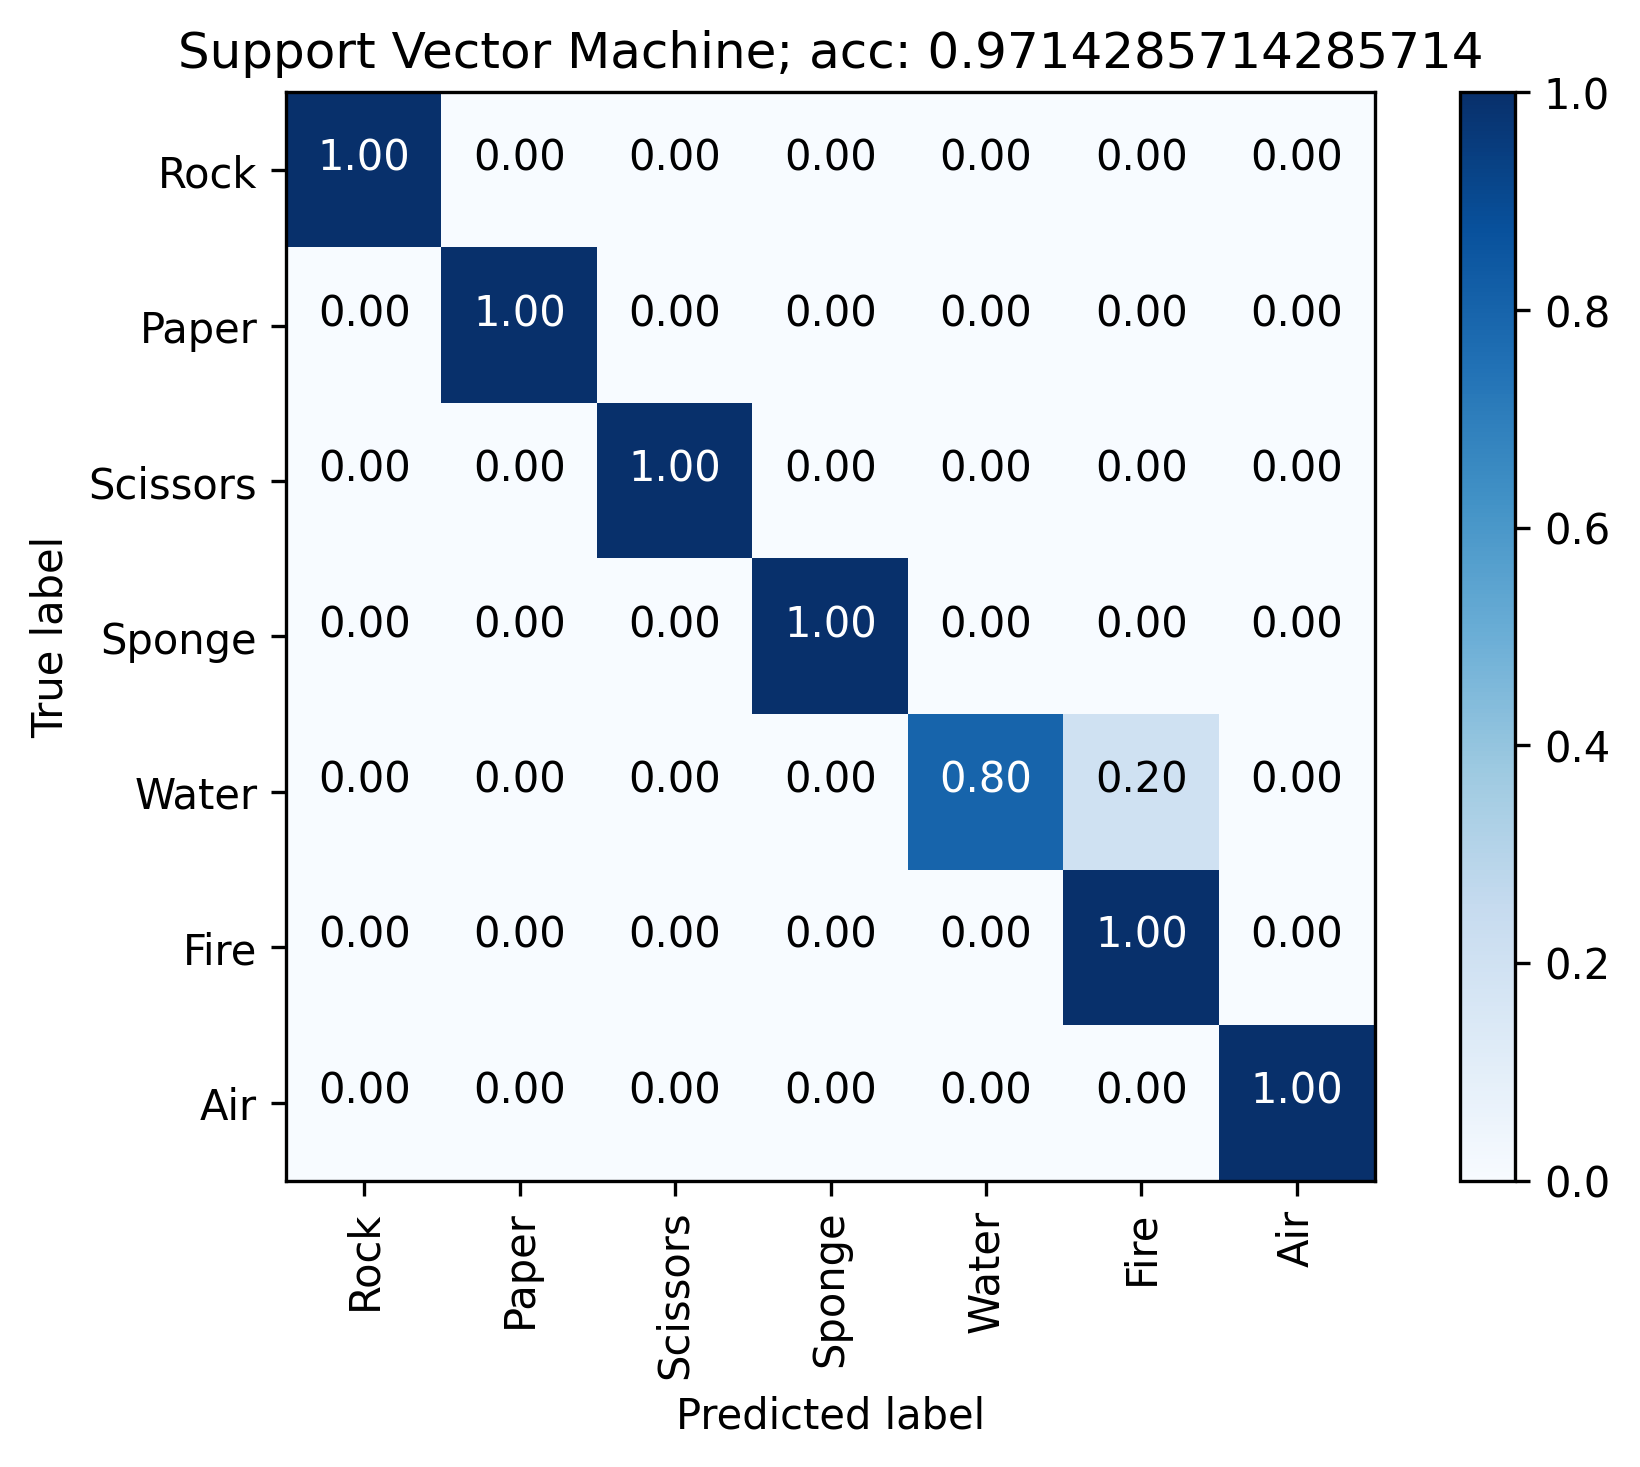 Support Vector Machine; acc: 0.9714285714285714
1.0
Rock 1.00 0.00 0.00 0.00 0.00 0.00 0.00
Paper 0.00 1.00 0.00 0.00 0.00 0.00 0.00
0.8
Scissors 0.00 0.00 1.00 0.00 0.00 0.00 0.00
0.6
Sponge 0.00 0.00 0.00 1.00 0.00 0.00 0.00
True label
0.4
Water 0.00 0.00 0.00 0.00 0.80 0.20 0.00
Fire 0.00 0.00 0.00 0.00 0.00 1.00 0.00
0.2
Air 0.00 0.00 0.00 0.00 0.00 0.00 1.00
0.0
Rock Paper Scissors Sponge Water Fire Air
Predicted label